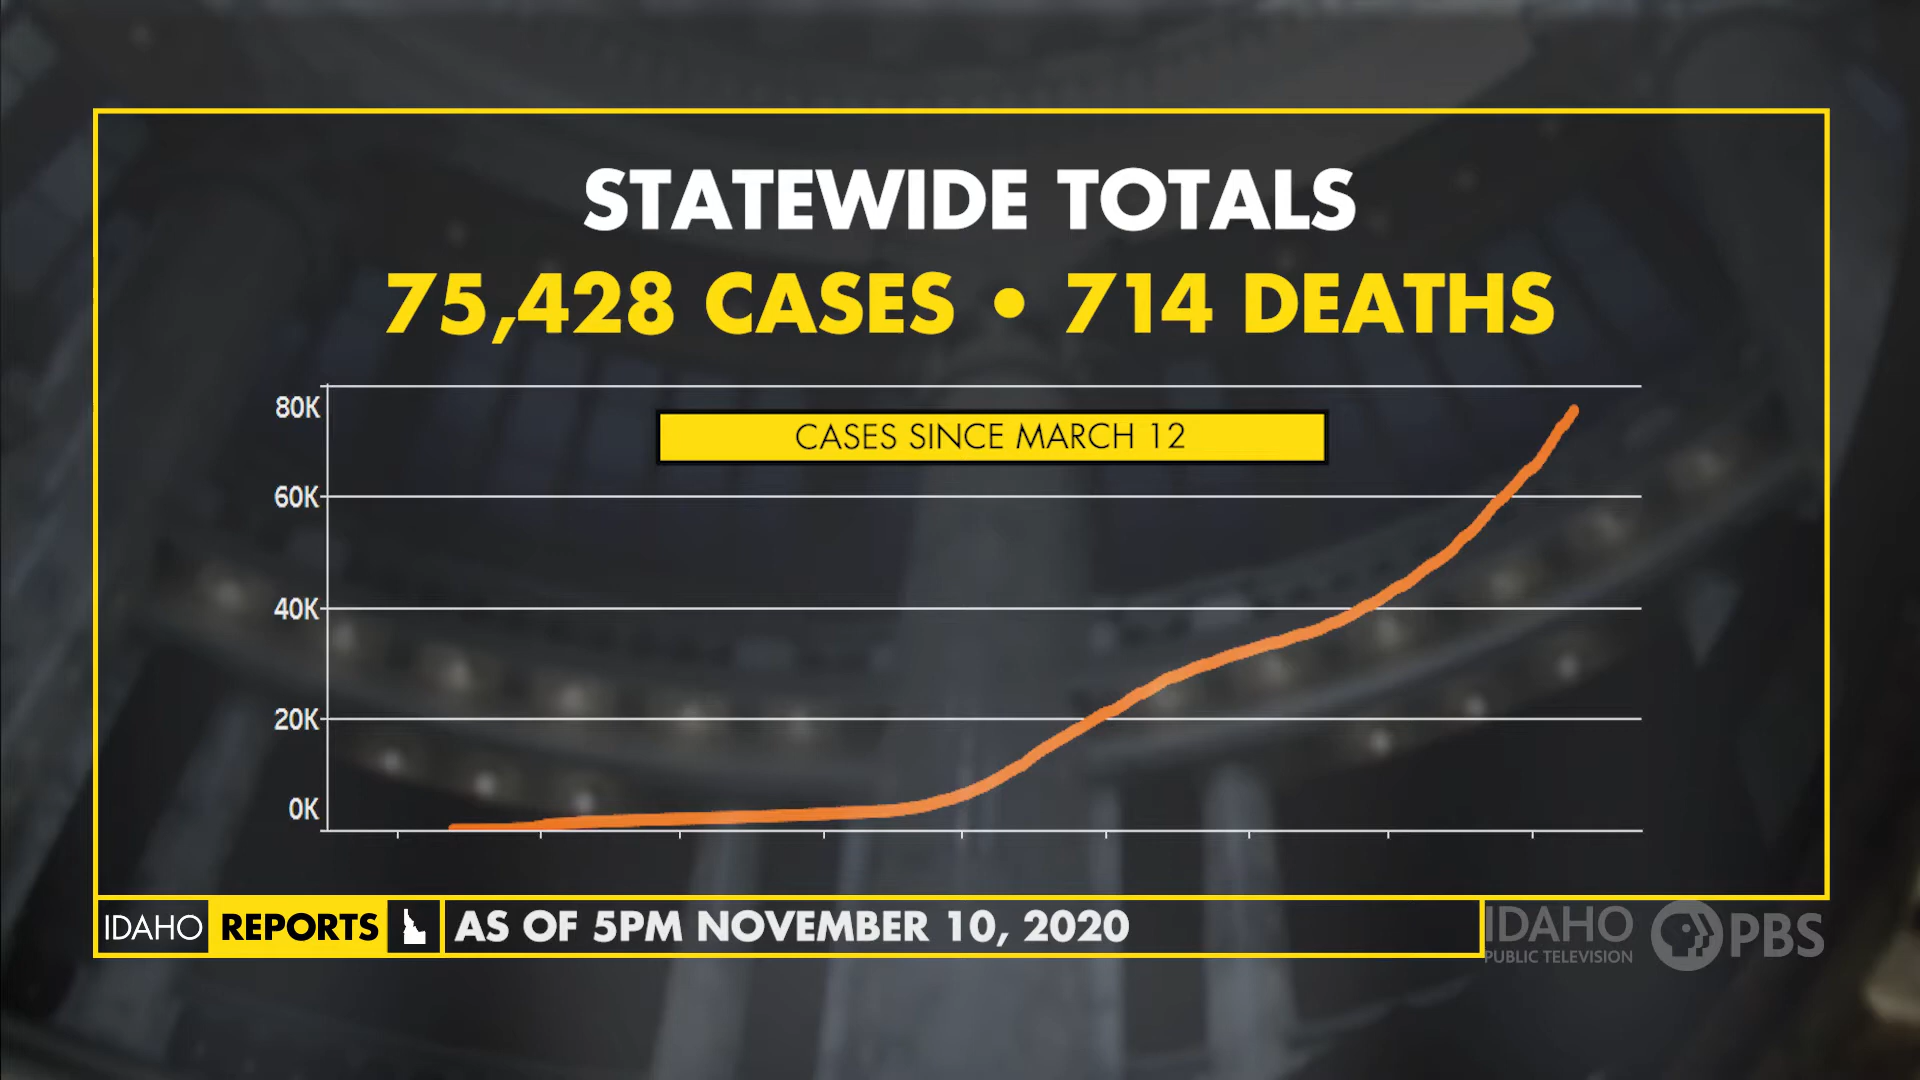 STATEWIDE TOTALS
75,428 CASES • 714 DEATHS
80K
CASES SINCE MARCH 12
60K
40K
20K
0K
IDAHO REPORTS AS OF 5PM NOVEMBER 10, 2020
IDAHO
PUBLIC TELEVISION
PBS